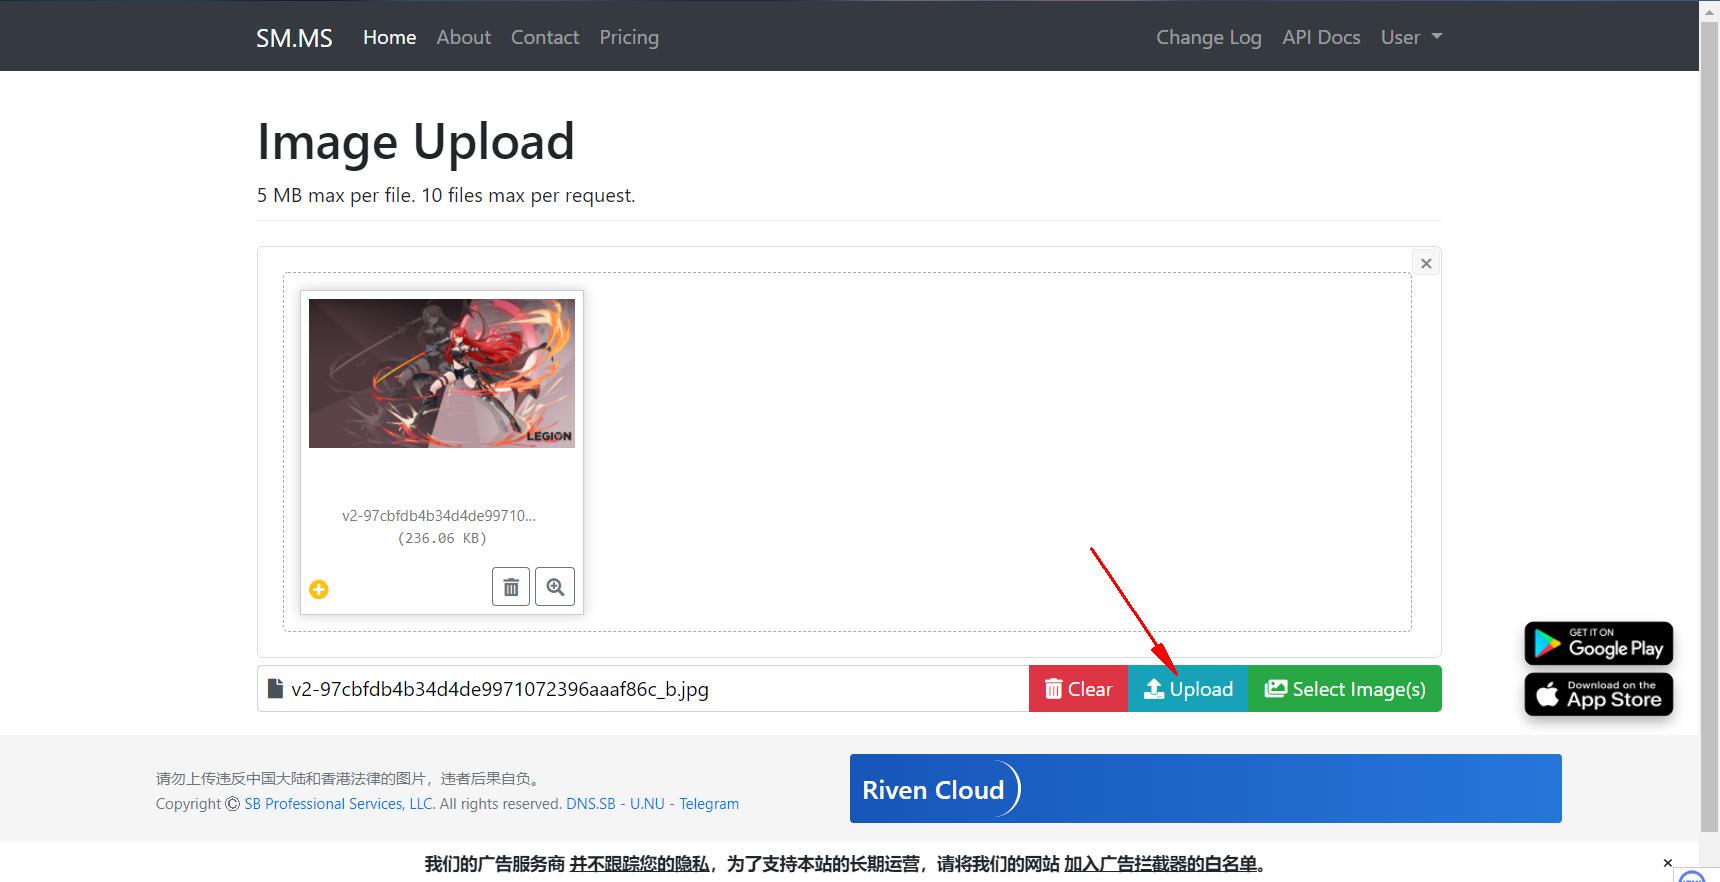 SM.MS Home About Contact Pricing Change Log API Docs User
Image Upload
5 MB max per file. 10 files max per request.
LEGION
v2-97cbfdb4b34d4de99710...
(236.06 KB)
v2-97cbfdb4b34d4de9971072396aaaf86c_b.jpg Clear Upload Select Image(s)
GET IT ON
Google Play
Download on the
App Store
请勿上传违反中国大陆和香港法律的图片，违者后果自负。
Copyright © SB Professional Services, LLC. All rights reserved. DNS.SB - U.NU - Telegram
Riven Cloud
我们的广告服务商 并不跟踪您的隐私，为了支持本站的长期运营，请将我们的网站 加入广告拦截器的白名单。